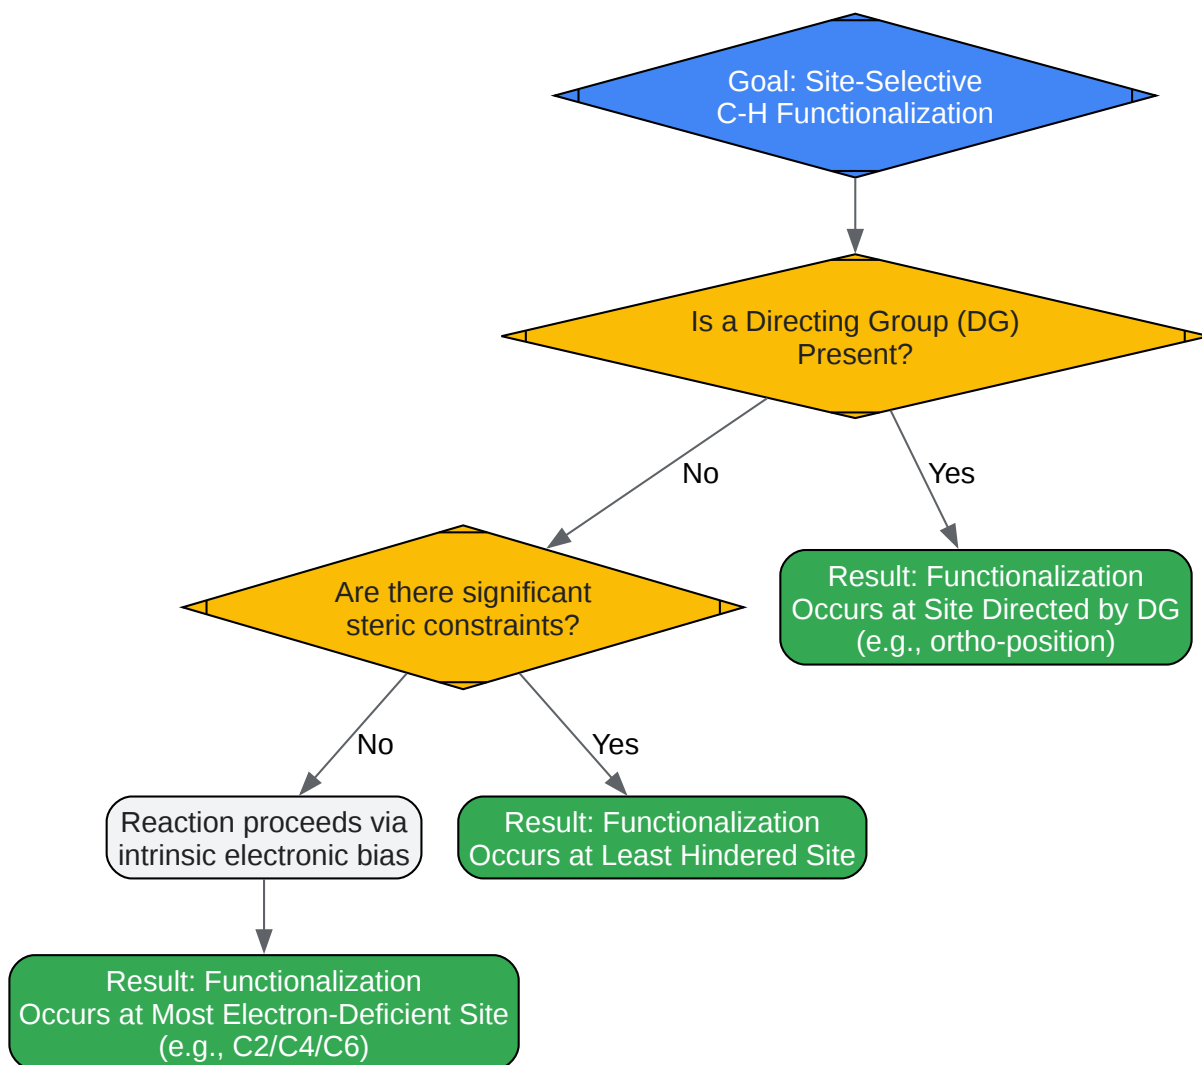 Goal: Site-Selective
C-H Functionalization
Is a Directing Group (DG)
Present?
No
Yes
Are there significant
steric constraints?
Result: Functionalization
Occurs at Site Directed by DG
(e.g., ortho-position)
No
Yes
Reaction proceeds via
intrinsic electronic bias
Result: Functionalization
Occurs at Least Hindered Site
Result: Functionalization
Occurs at Most Electron-Deficient Site
(e.g., C2/C4/C6)